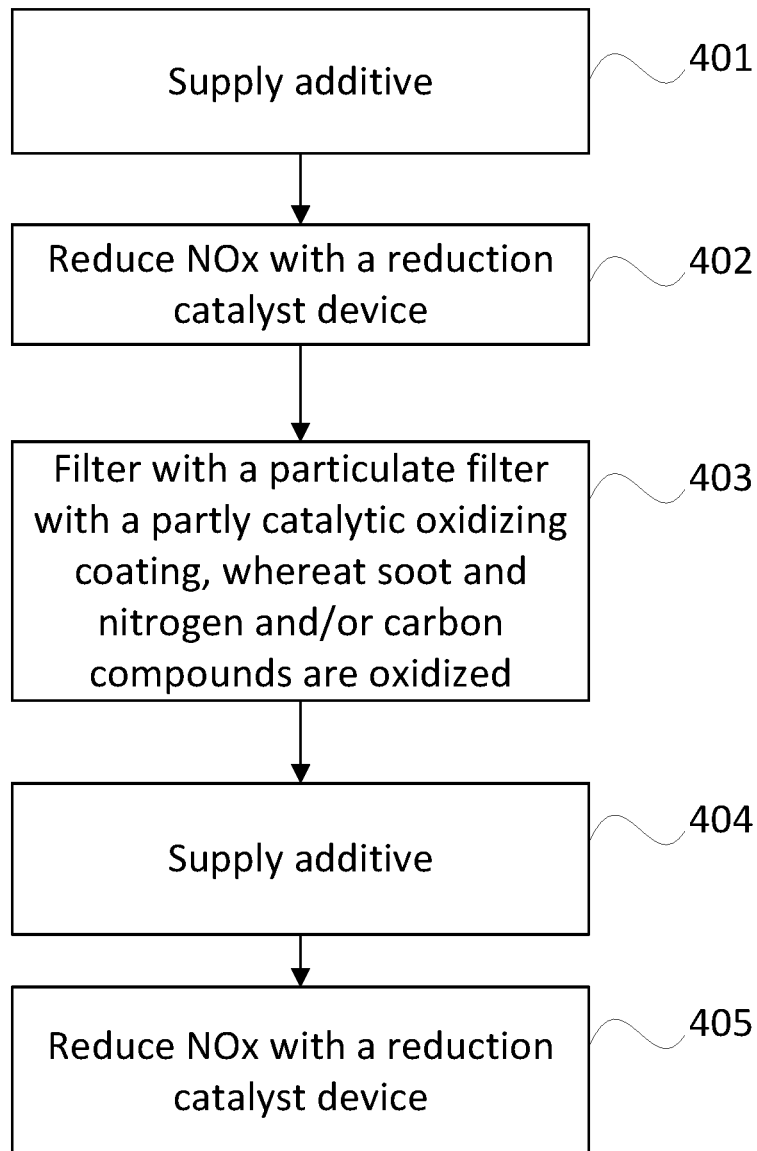 Supply additive
401
Reduce NOx with a reduction
catalyst device
402
Filter with a particulate filter
with a partly catalytic oxidizing
coating, whereat soot and
nitrogen and/or carbon
compounds are oxidized
403
Supply additive
404
Reduce NOx with a reduction
catalyst device
405